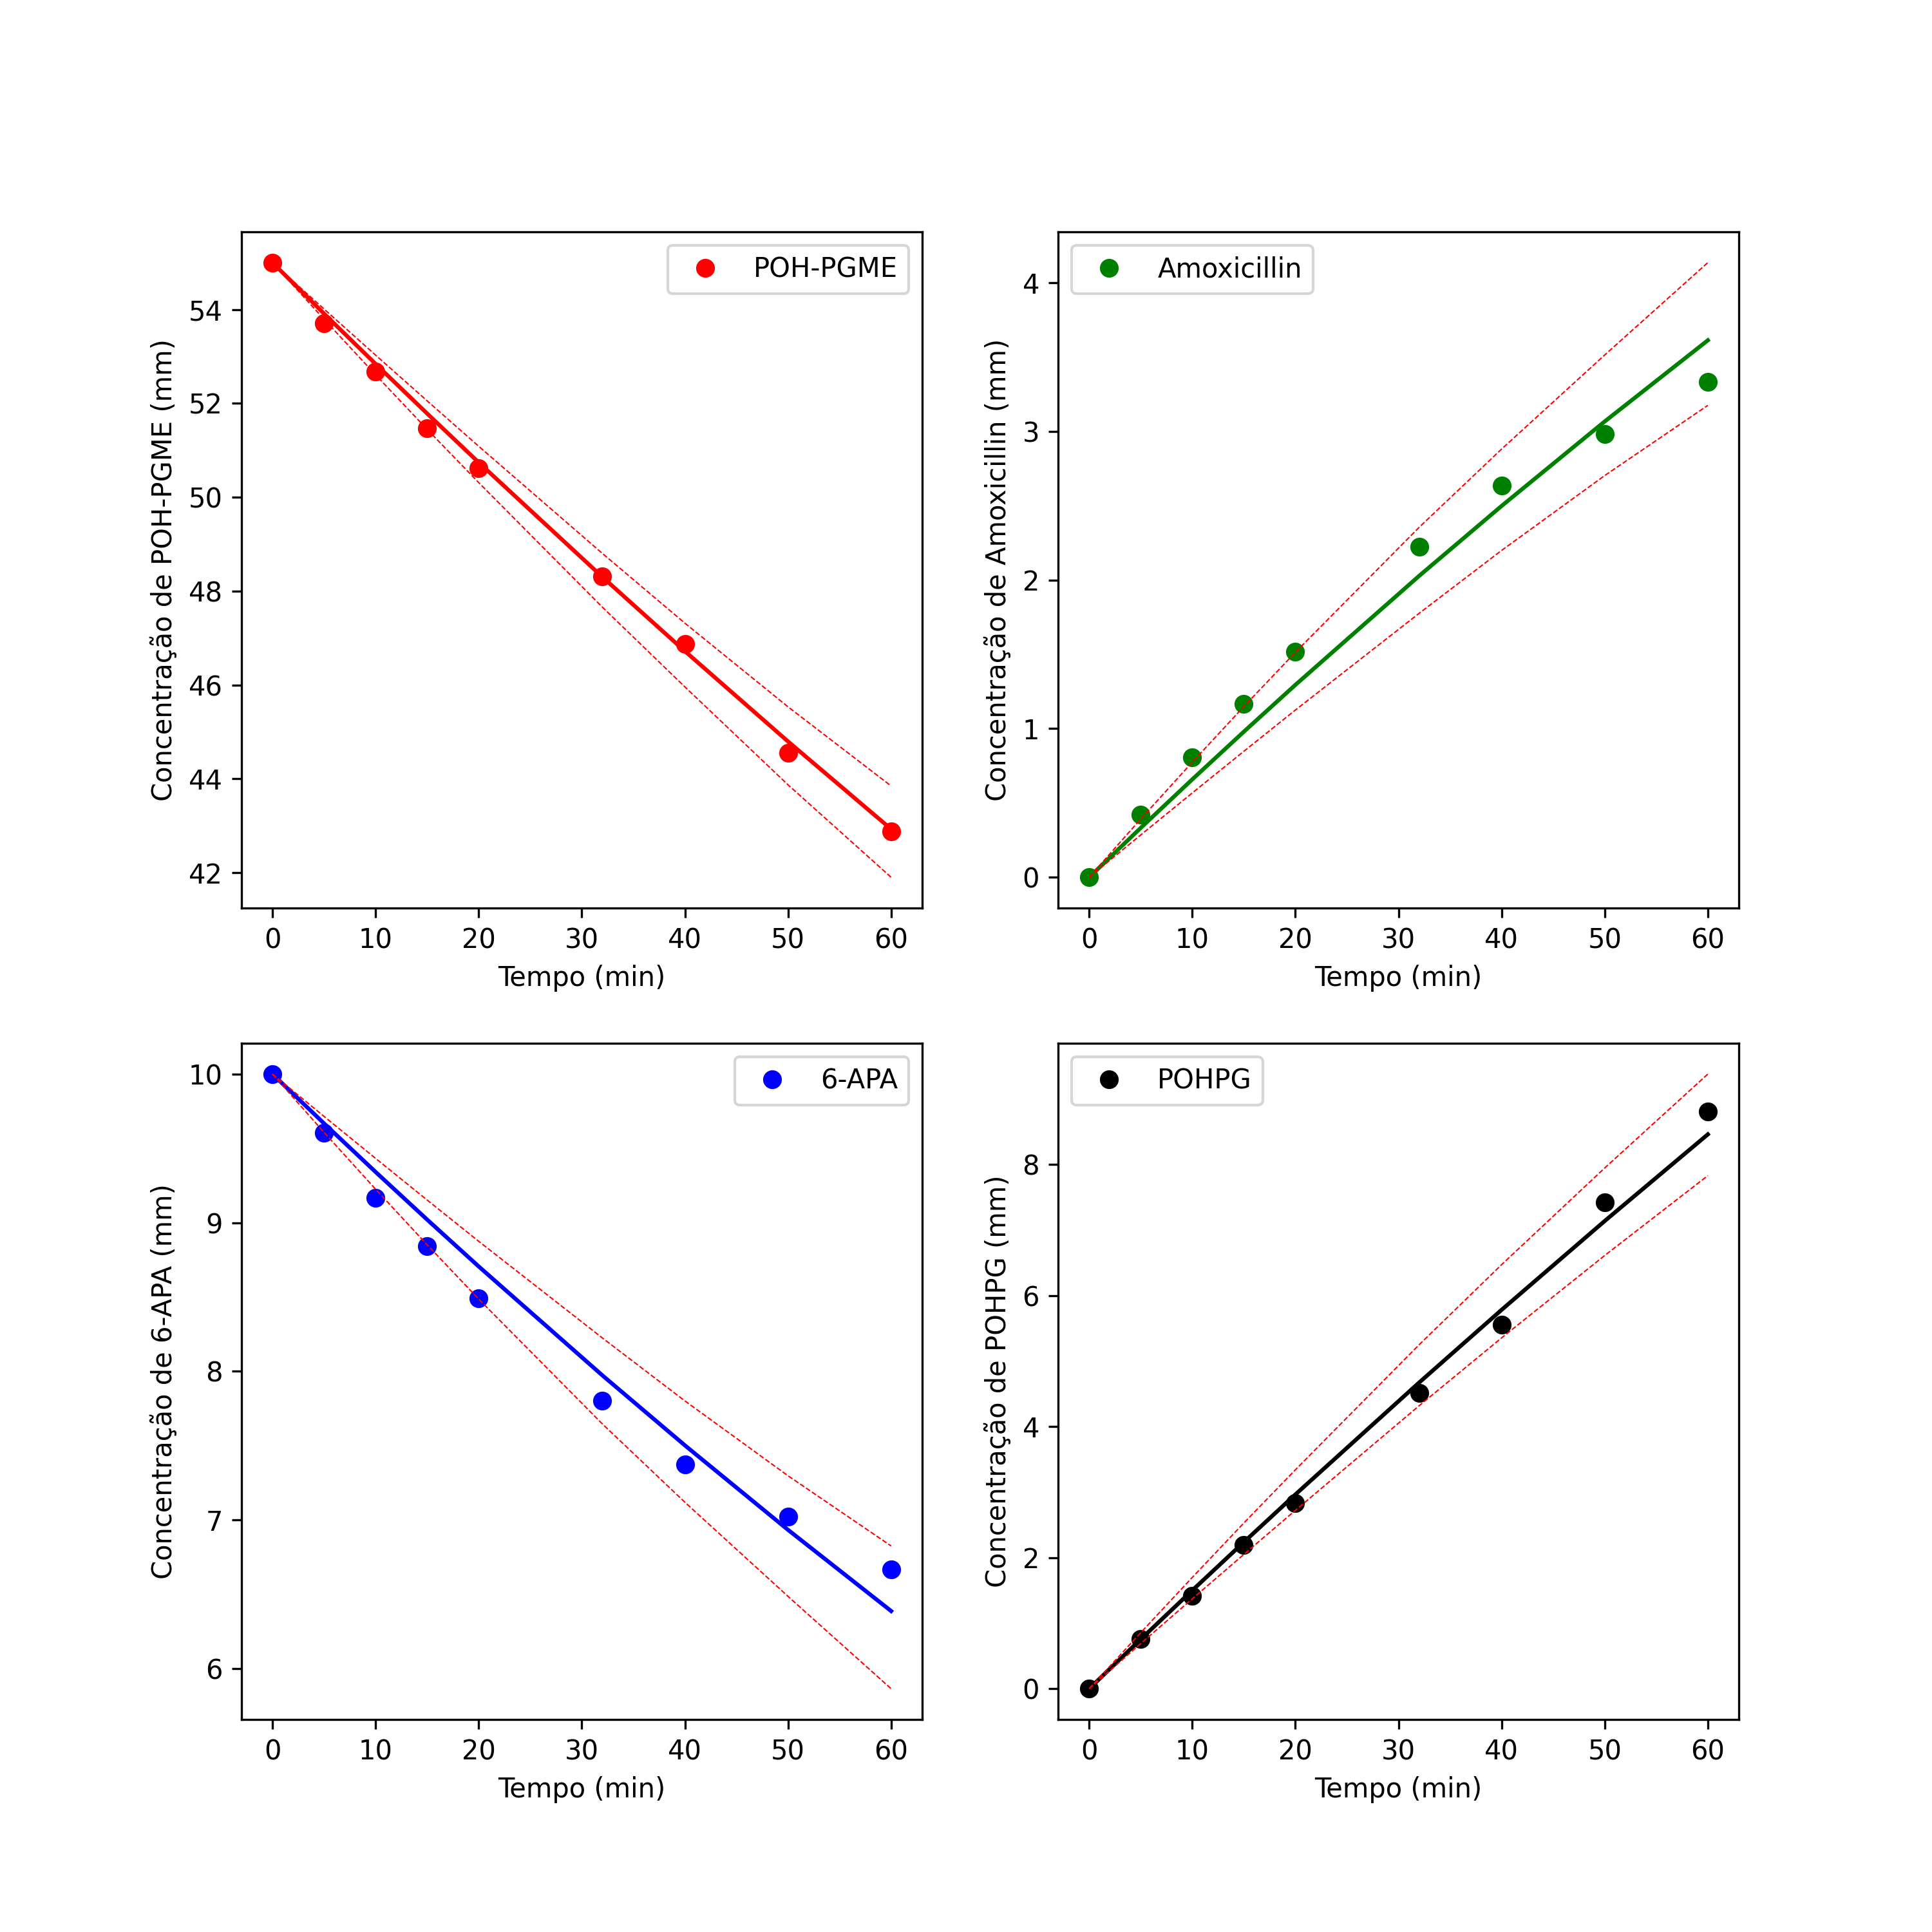 POH-PGME
Concentração de POH-PGME (mm)
54
52
50
48
46
44
42
0 10 20 30 40 50 60
Tempo (min)
Amoxicillin
Concentração de Amoxicillin (mm)
4
3
2
1
0
0 10 20 30 40 50 60
Tempo (min)
6-APA
Concentração de 6-APA (mm)
10
9
8
7
6
0 10 20 30 40 50 60
Tempo (min)
POHPG
Concentração de POHPG (mm)
8
6
4
2
0
0 10 20 30 40 50 60
Tempo (min)